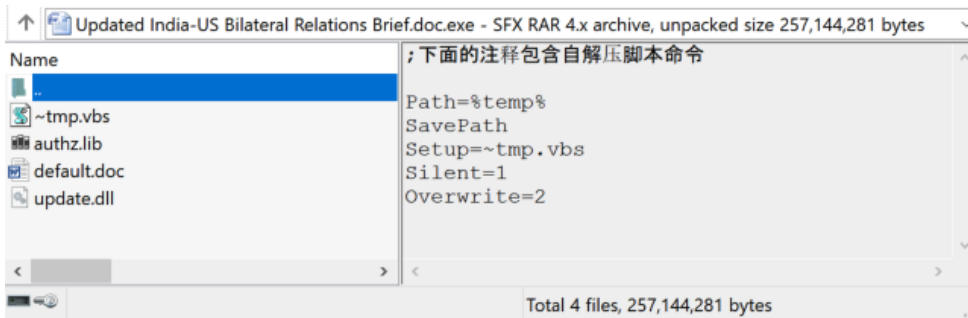 Updated India-US Bilateral Relations Brief.doc.exe - SFX RAR 4.x archive, unpacked size 257,144,281 bytes
Name
..
~tmp.vbs
authz.lib
default.doc
update.dll
;下面的注释包含自解压脚本命令
Path=%temp%
SavePath
Setup=~tmp.vbs
Silent=1
Overwrite=2
Total 4 files, 257,144,281 bytes